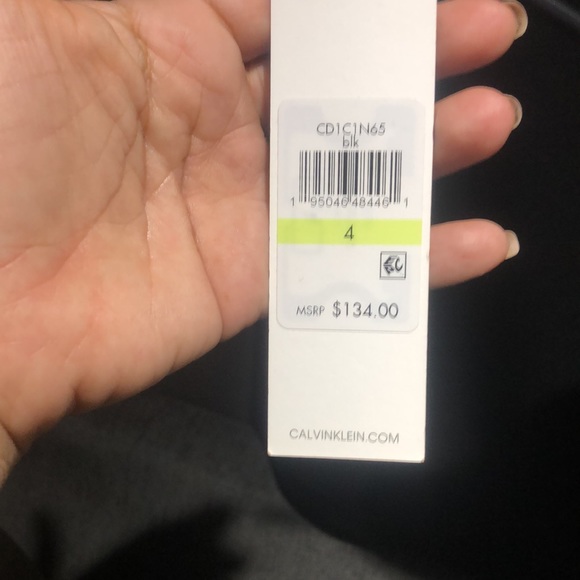 CD1C1N65
blk
1 95046 48446 1
4
MSRP $134.00
CALVINKLEIN.COM